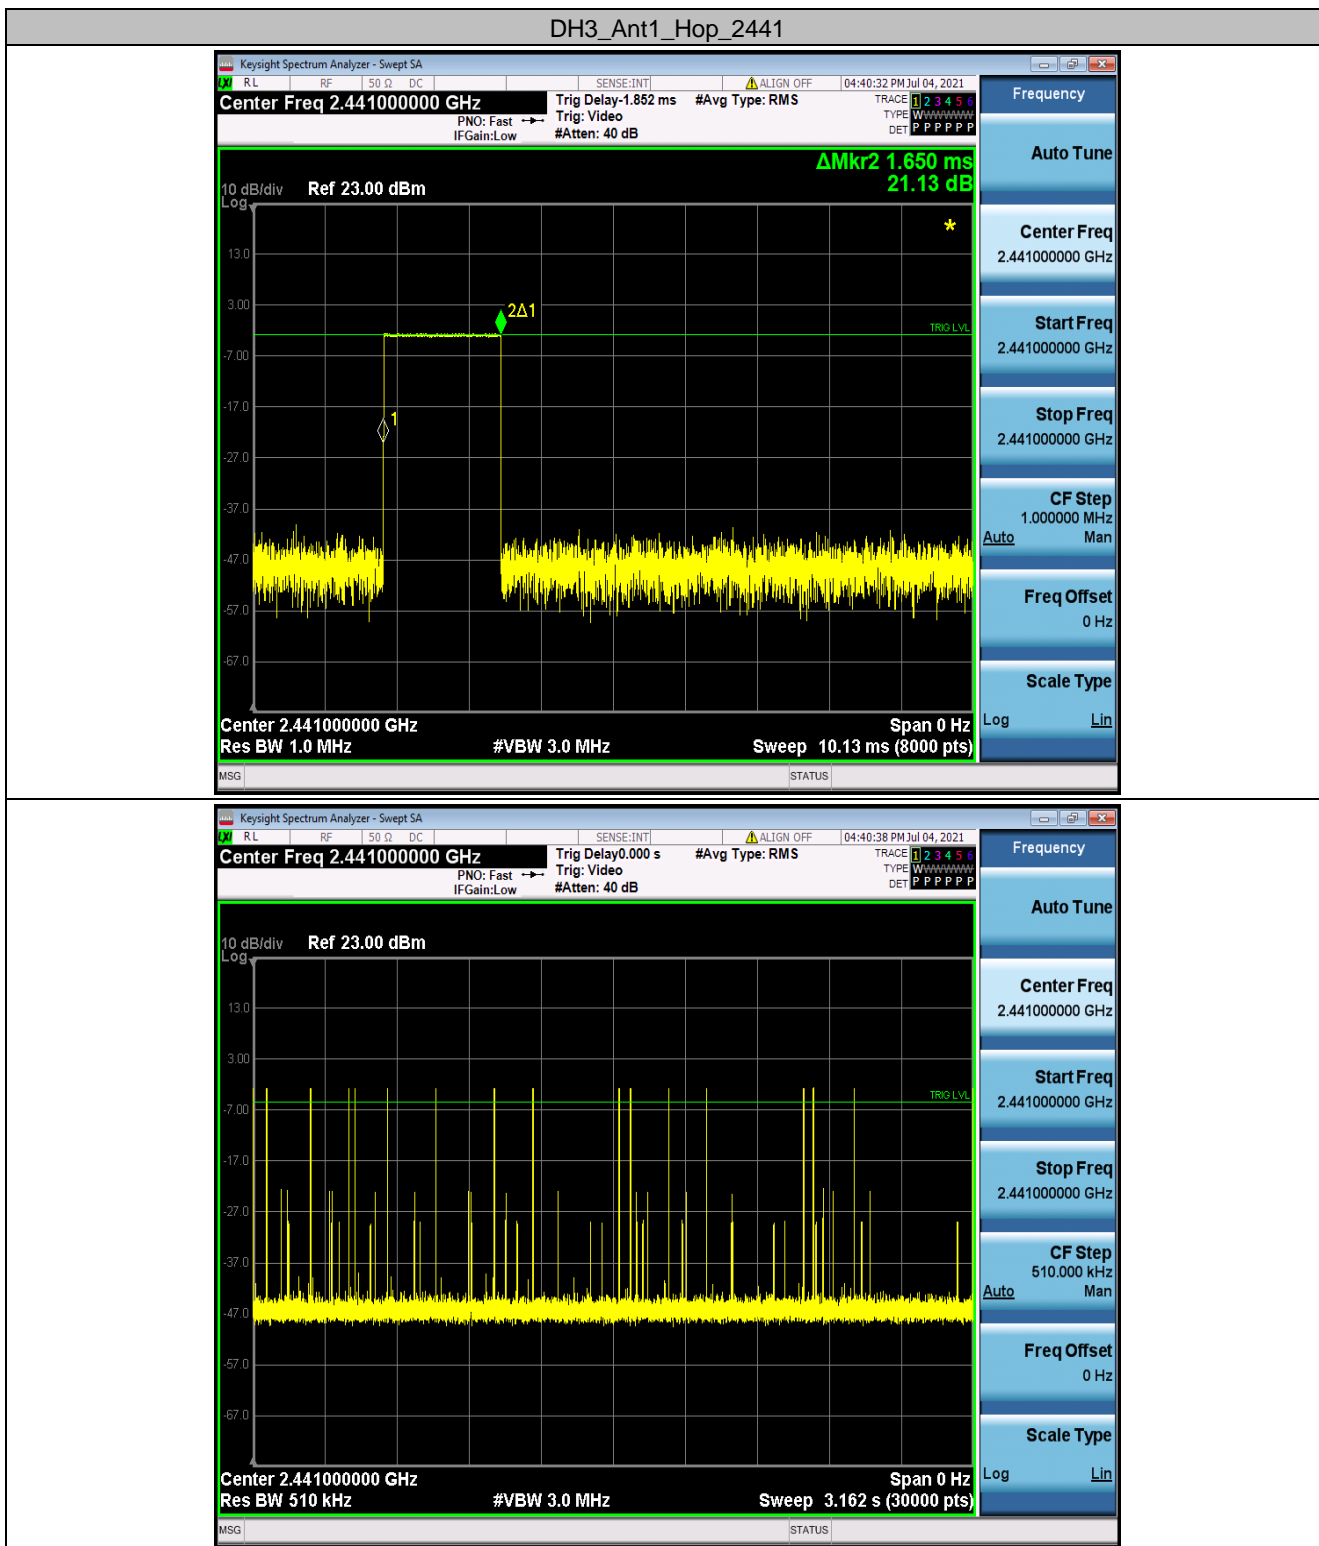 DH3_Ant1_Hop_2441
Keysight Spectrum Analyzer - Swept SA
LXI RL RF 50 Ω DC SENSE:INT ALIGN OFF 04:40:32 PM Jul 04, 2021
Center Freq 2.441000000 GHz
PNO: Fast
IFGain:Low
Trig Delay-1.852 ms
Trig: Video
#Atten: 40 dB
#Avg Type: RMS
TRACE 1 2 3 4 5 6
TYPE WWWWWW
DET P P P P P P
ΔMkr2 1.650 ms
21.13 dB
10 dB/div Ref 23.00 dBm
Log
13.0
3.00
2Δ1
TRIG LVL
-7.00
-17.0
1
-27.0
-37.0
-47.0
-57.0
-67.0
Center 2.441000000 GHz Span 0 Hz
Res BW 1.0 MHz #VBW 3.0 MHz Sweep 10.13 ms (8000 pts)
MSG STATUS
Frequency
Auto Tune
Center Freq
2.441000000 GHz
Start Freq
2.441000000 GHz
Stop Freq
2.441000000 GHz
CF Step
1.000000 MHz
Auto Man
Freq Offset
0 Hz
Scale Type
Log Lin
Keysight Spectrum Analyzer - Swept SA
LXI RL RF 50 Ω DC SENSE:INT ALIGN OFF 04:40:38 PM Jul 04, 2021
Center Freq 2.441000000 GHz
PNO: Fast
IFGain:Low
Trig Delay0.000 s
Trig: Video
#Atten: 40 dB
#Avg Type: RMS
TRACE 1 2 3 4 5 6
TYPE WWWWWW
DET P P P P P P
10 dB/div Ref 23.00 dBm
Log
13.0
3.00
TRIG LVL
-7.00
-17.0
-27.0
-37.0
-47.0
-57.0
-67.0
Center 2.441000000 GHz Span 0 Hz
Res BW 510 kHz #VBW 3.0 MHz Sweep 3.162 s (30000 pts)
MSG STATUS
Frequency
Auto Tune
Center Freq
2.441000000 GHz
Start Freq
2.441000000 GHz
Stop Freq
2.441000000 GHz
CF Step
510.000 kHz
Auto Man
Freq Offset
0 Hz
Scale Type
Log Lin